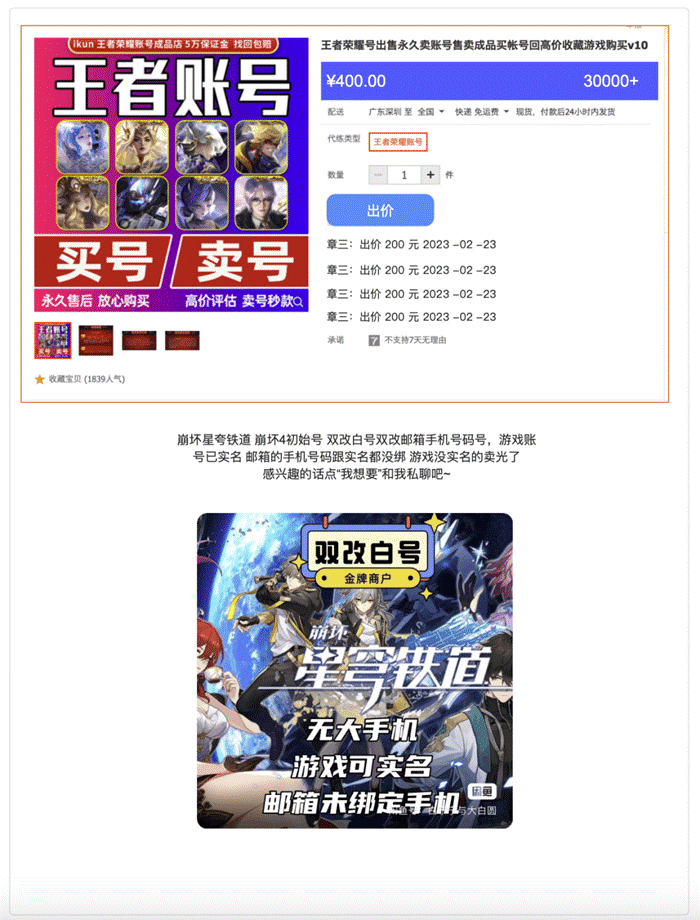 ikun 王者荣耀账号成品店 5万保证金 找回包赔
王者账号
买号 卖号
永久售后 放心购买 高价评估 卖号秒款
收藏宝贝 (1839人气)
王者荣耀号出售永久卖账号售卖成品买帐号回高价收藏游戏购买v10
¥400.00 30000+
配送 广东深圳 至 全国 快递 免运费 现货，付款后24小时内发货
代练类型 王者荣耀账号
数量 1 件
出价
章三：出价 200 元 2023 –02 –23
章三：出价 200 元 2023 –02 –23
章三：出价 200 元 2023 –02 –23
章三：出价 200 元 2023 –02 –23
承诺 7 不支持7天无理由
崩坏星夸铁道 崩坏4初始号 双改白号双改邮箱手机号码号，游戏账
号已实名 邮箱的手机号码跟实名都没绑 游戏没实名的卖光了
感兴趣的话点“我想要”和我私聊吧~
双改白号
金牌商户
崩坏
星穹铁道
无大手机
游戏可实名
邮箱未绑定手机
闲鱼
与大白圆